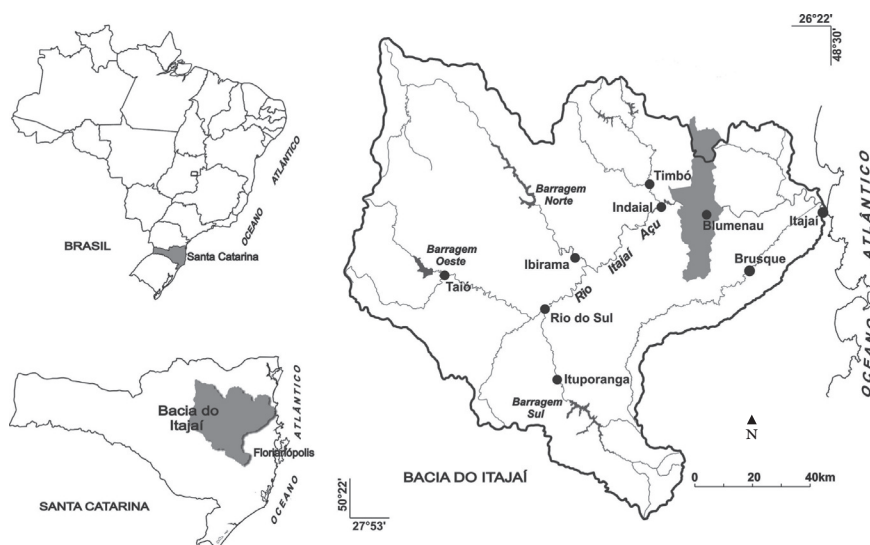 BRASIL
Santa Catarina
OCEANO ATLÂNTICO
Bacia do
Itajaí
Florianópolis
SANTA CATARINA
OCEANO ATLÂNTICO
26°22'
48°30'
Timbó
Barragem
Norte
Indaial
Blumenau
Itajaí
Barragem
Oeste
Ibirama
Rio Itajaí Açu
Brusque
Taió
Rio do Sul
Ituporanga
Barragem
Sul
OCEANO ATLÂNTICO
N
BACIA DO ITAJAÍ
0 20 40km
50°22'
27°53'